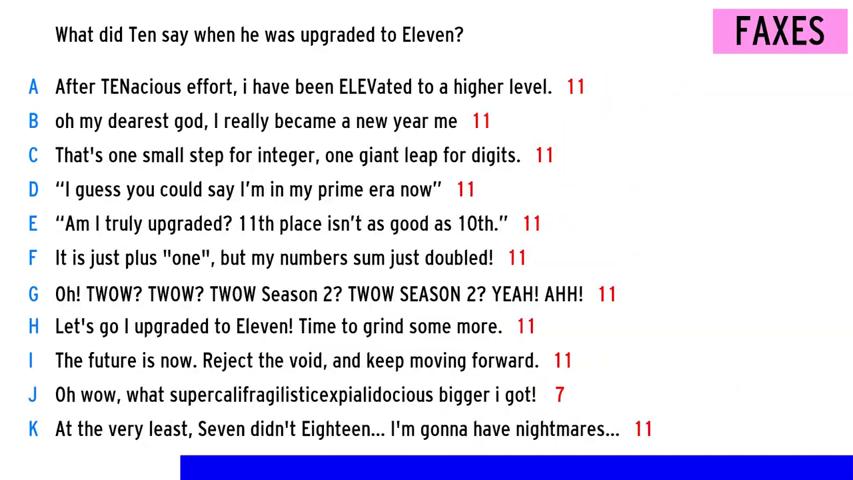 What did Ten say when he was upgraded to Eleven?
FAXES
A After TENacious effort, i have been ELEVated to a higher level. 11
B oh my dearest god, I really became a new year me 11
C That's one small step for integer, one giant leap for digits. 11
D “I guess you could say I’m in my prime era now” 11
E “Am I truly upgraded? 11th place isn’t as good as 10th.” 11
F It is just plus "one", but my numbers sum just doubled! 11
G Oh! TWOW? TWOW? TWOW Season 2? TWOW SEASON 2? YEAH! AHH! 11
H Let's go I upgraded to Eleven! Time to grind some more. 11
I The future is now. Reject the void, and keep moving forward. 11
J Oh wow, what supercalifragilisticexpialidocious bigger i got! 7
K At the very least, Seven didn't Eighteen... I'm gonna have nightmares... 11